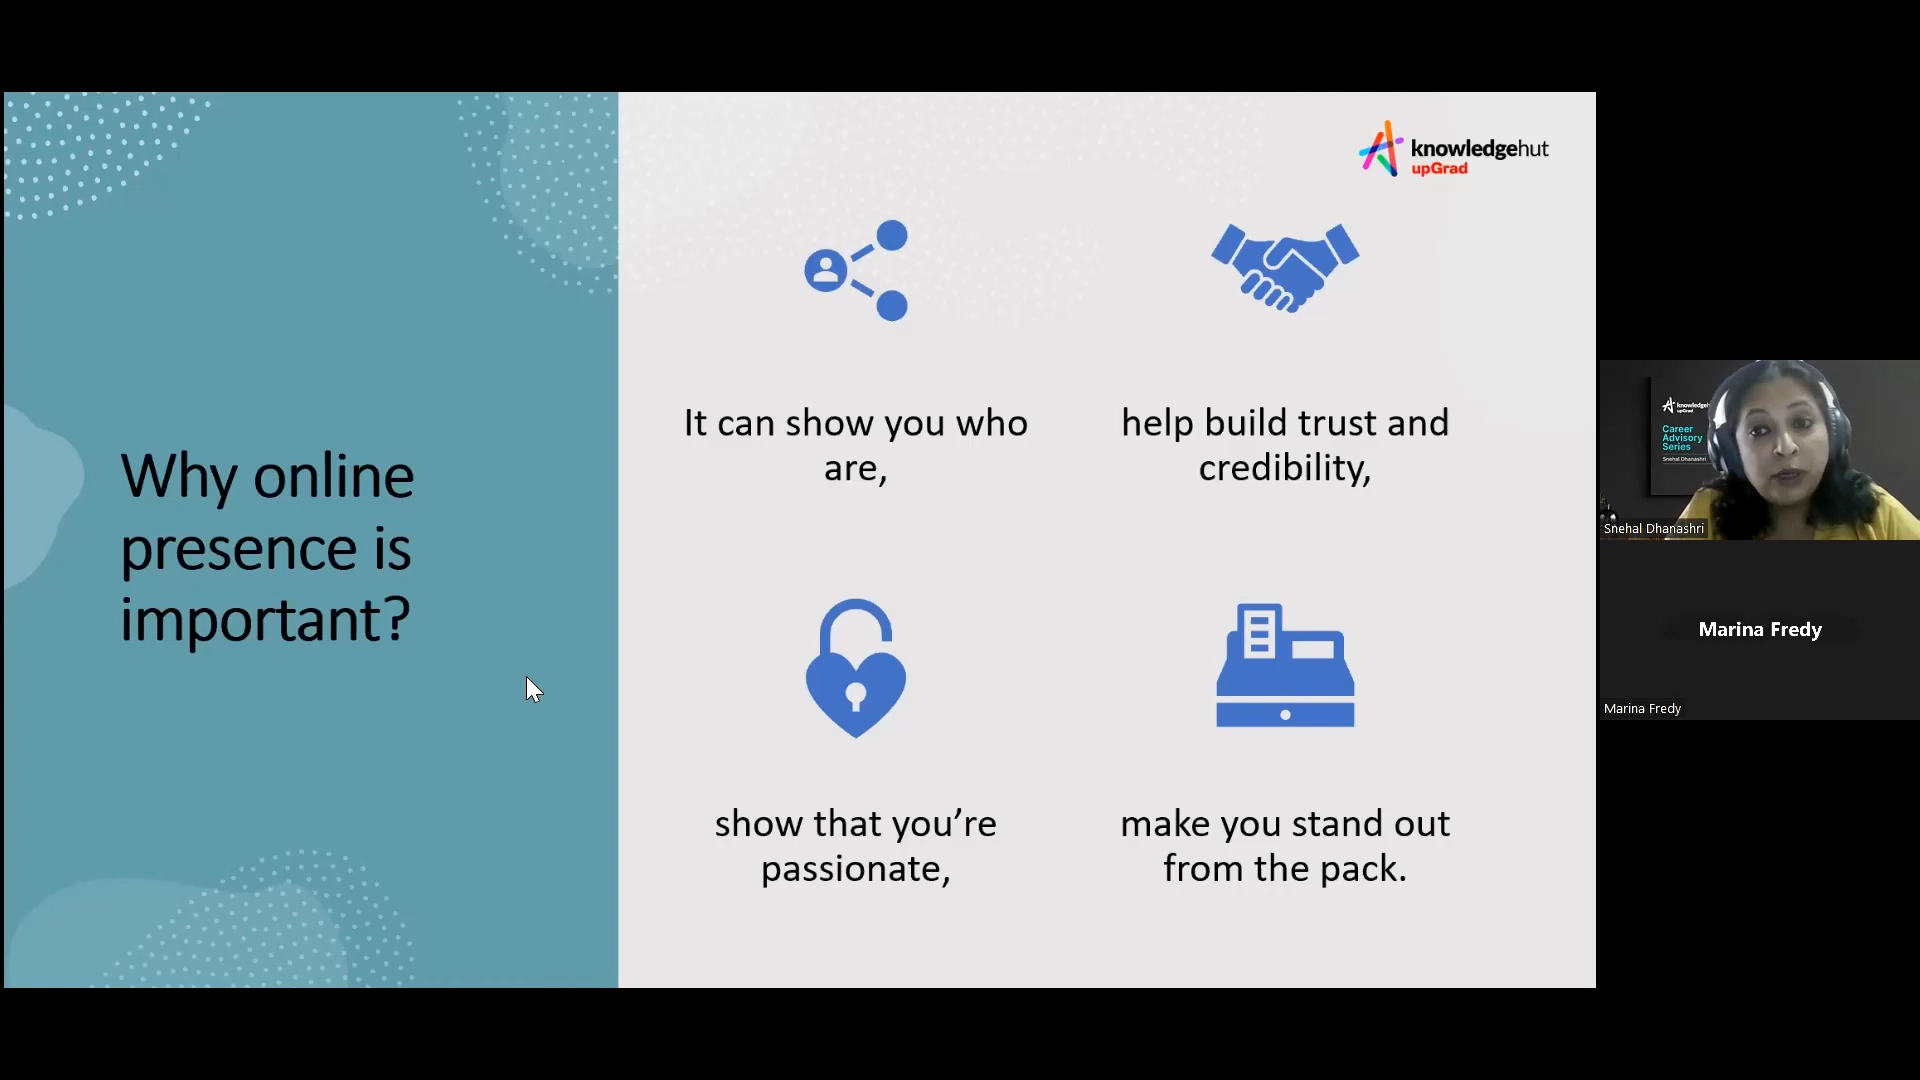 Why online
presence is
important?
knowledgehut
upGrad
It can show you who
are,
help build trust and
credibility,
show that you’re
passionate,
make you stand out
from the pack.
upGrad
Career
Advisory
Series
Snehal Dhanashri
Snehal Dhanashri
Marina Fredy
Marina Fredy